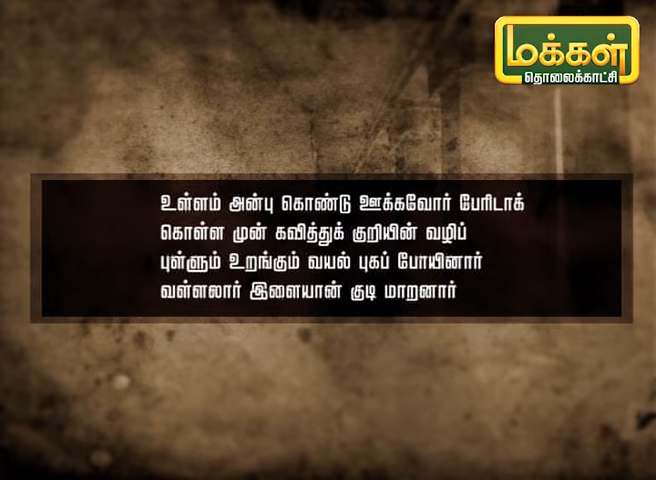 மக்கள்
தொலைக்காட்சி
உள்ளம் அன்பு கொண்டு ஊக்கவோர் பேரிடாக்
கொள்ள முன் கவித்துக் குறியின் வழிப்
புள்ளும் உறங்கும் வயல் புகப் போயினார்
வள்ளலார் இளையான் குடி மாறனார்